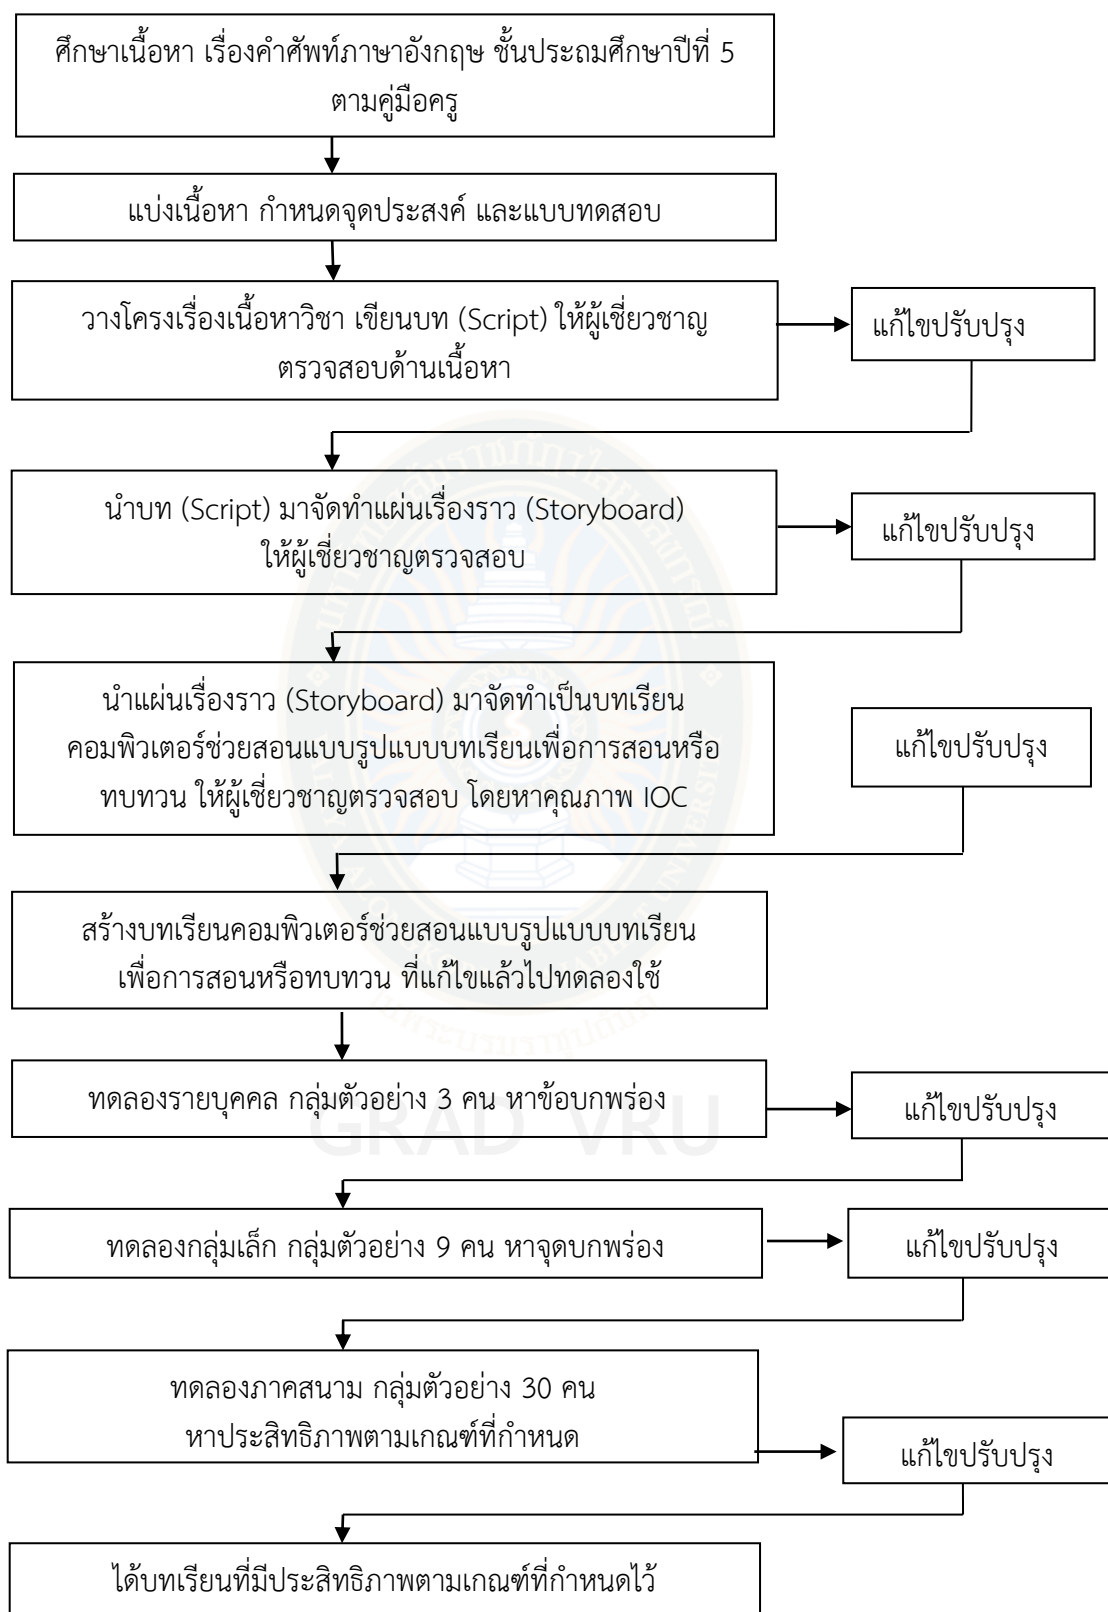 ศึกษาเนื้อหา เรื่องคำศัพท์ภาษาอังกฤษ ชั้นประถมศึกษาปีที่ 5
ตามคู่มือครู
แบ่งเนื้อหา กำหนดจุดประสงค์ และแบบทดสอบ
วางโครงเรื่องเนื้อหาวิชา เขียนบท (Script) ให้ผู้เชี่ยวชาญ
ตรวจสอบด้านเนื้อหา
แก้ไขปรับปรุง
นำบท (Script) มาจัดทำแผ่นเรื่องราว (Storyboard)
ให้ผู้เชี่ยวชาญตรวจสอบ
แก้ไขปรับปรุง
นำแผ่นเรื่องราว (Storyboard) มาจัดทำเป็นบทเรียน
คอมพิวเตอร์ช่วยสอนแบบรูปแบบบทเรียนเพื่อการสอนหรือ
ทบทวน ให้ผู้เชี่ยวชาญตรวจสอบ โดยหาคุณภาพ IOC
แก้ไขปรับปรุง
สร้างบทเรียนคอมพิวเตอร์ช่วยสอนแบบรูปแบบบทเรียน
เพื่อการสอนหรือทบทวน ที่แก้ไขแล้วไปทดลองใช้
ทดลองรายบุคคล กลุ่มตัวอย่าง 3 คน หาข้อบกพร่อง
แก้ไขปรับปรุง
GRAD VRU
ทดลองกลุ่มเล็ก กลุ่มตัวอย่าง 9 คน หาจุดบกพร่อง
แก้ไขปรับปรุง
ทดลองภาคสนาม กลุ่มตัวอย่าง 30 คน
หาประสิทธิภาพตามเกณฑ์ที่กำหนด
แก้ไขปรับปรุง
ได้บทเรียนที่มีประสิทธิภาพตามเกณฑ์ที่กำหนดไว้